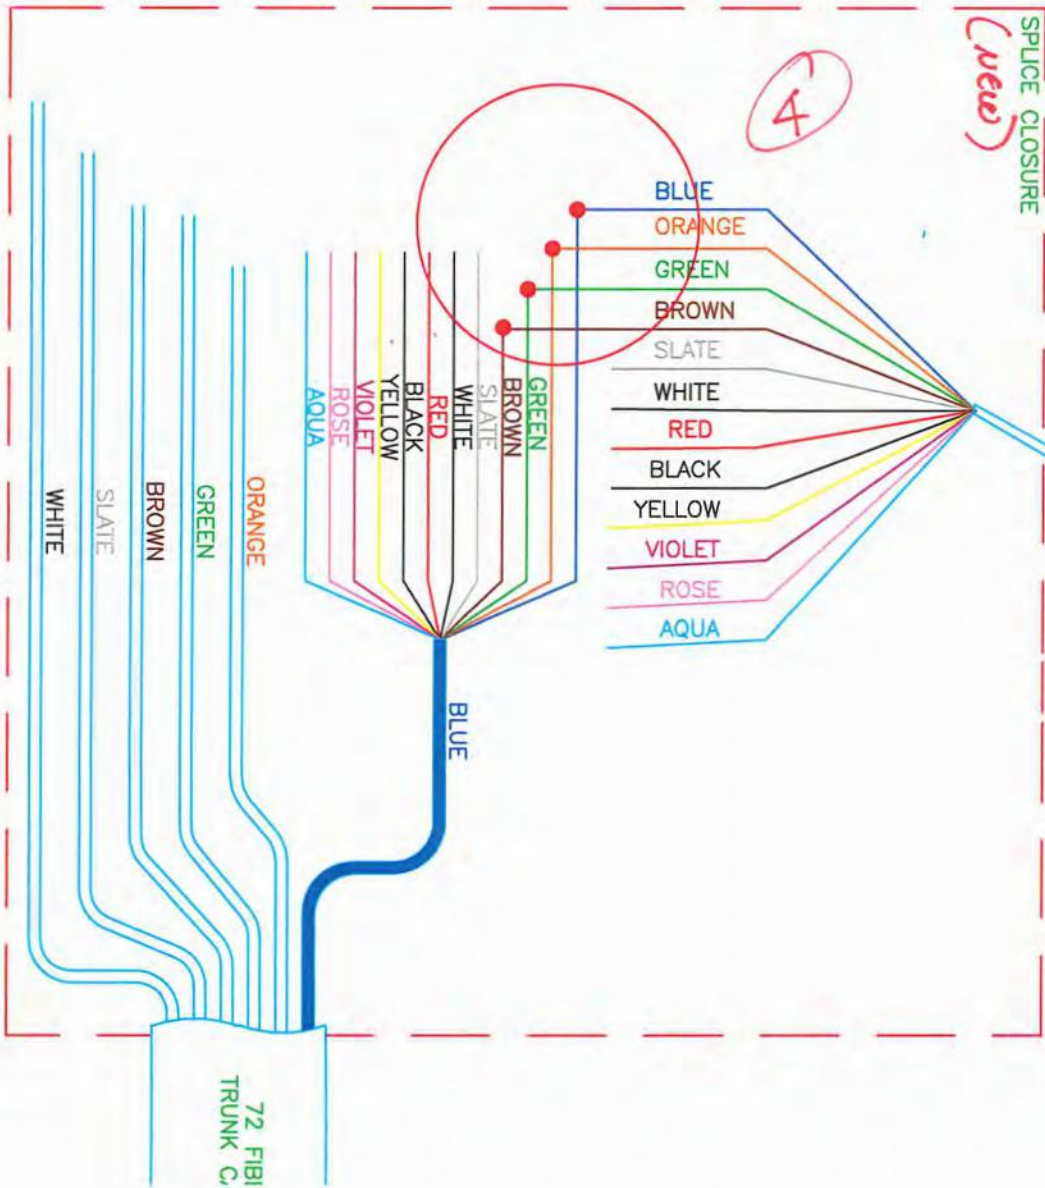 SPLICE CLOSURE
(NEW)
4
BLUE
ORANGE
GREEN
BROWN
SLATE
WHITE
RED
BLACK
YELLOW
VIOLET
ROSE
AQUA
GREEN
BROWN
SLATE
WHITE
RED
BLACK
YELLOW
VIOLET
ROSE
AQUA
BLUE
ORANGE
GREEN
BROWN
SLATE
WHITE
72 FIBI
TRUNK C